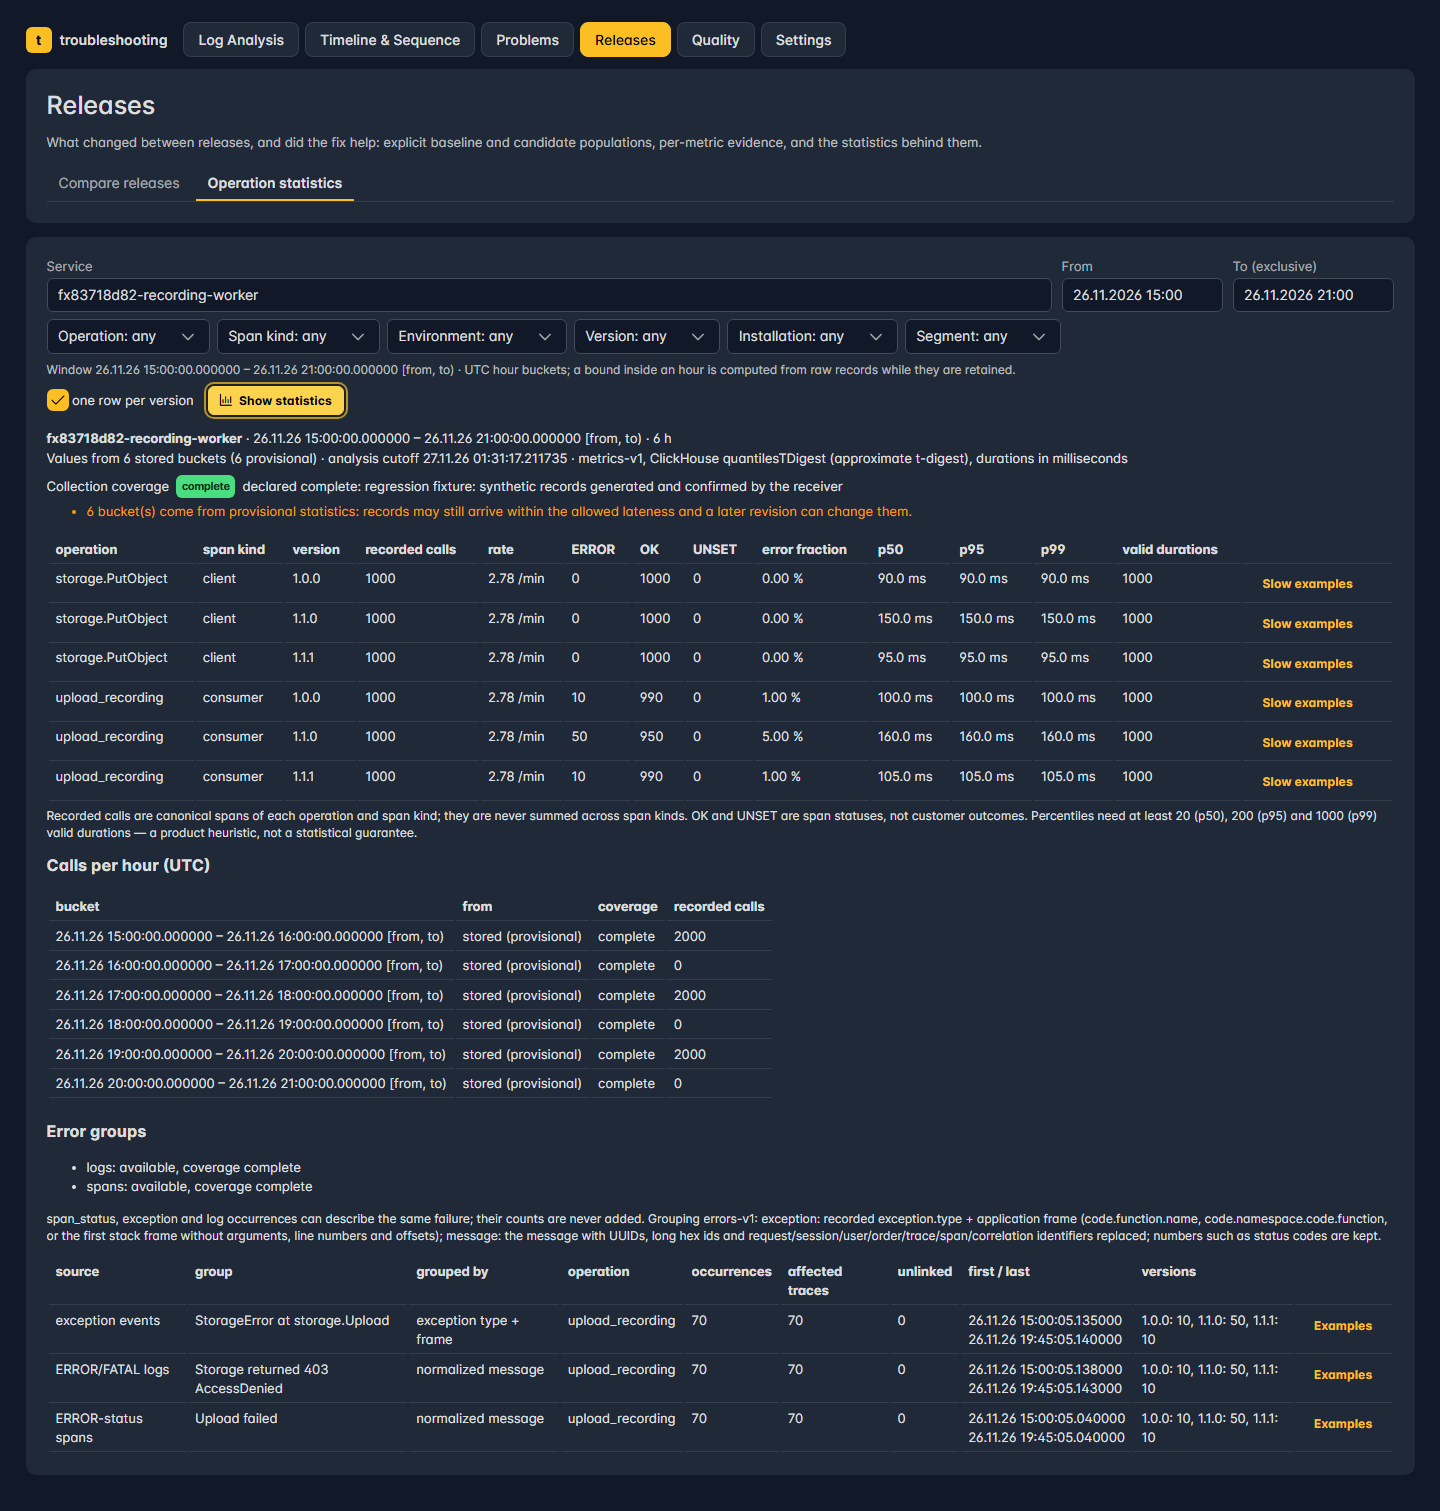 t troubleshooting Log Analysis Timeline & Sequence Problems Releases Quality Settings
Releases
What changed between releases, and did the fix help: explicit baseline and candidate populations, per-metric evidence, and the statistics behind them.
Compare releases Operation statistics
Service From To (exclusive)
fx83718d82-recording-worker 26.11.2026 15:00 26.11.2026 21:00
Operation: any Span kind: any Environment: any Version: any Installation: any Segment: any
Window 26.11.26 15:00:00.000000 – 26.11.26 21:00:00.000000 [from, to) · UTC hour buckets; a bound inside an hour is computed from raw records while they are retained.
one row per version Show statistics
fx83718d82-recording-worker · 26.11.26 15:00:00.000000 – 26.11.26 21:00:00.000000 [from, to) · 6 h
Values from 6 stored buckets (6 provisional) · analysis cutoff 27.11.26 01:31:17.211735 · metrics-v1, ClickHouse quantilesTDigest (approximate t-digest), durations in milliseconds
Collection coverage complete declared complete: regression fixture: synthetic records generated and confirmed by the receiver
• 6 bucket(s) come from provisional statistics: records may still arrive within the allowed lateness and a later revision can change them.
operation span kind version recorded calls rate ERROR OK UNSET error fraction p50 p95 p99 valid durations
storage.PutObject client 1.0.0 1000 2.78 /min 0 1000 0 0.00 % 90.0 ms 90.0 ms 90.0 ms 1000 Slow examples
storage.PutObject client 1.1.0 1000 2.78 /min 0 1000 0 0.00 % 150.0 ms 150.0 ms 150.0 ms 1000 Slow examples
storage.PutObject client 1.1.1 1000 2.78 /min 0 1000 0 0.00 % 95.0 ms 95.0 ms 95.0 ms 1000 Slow examples
upload_recording consumer 1.0.0 1000 2.78 /min 10 990 0 1.00 % 100.0 ms 100.0 ms 100.0 ms 1000 Slow examples
upload_recording consumer 1.1.0 1000 2.78 /min 50 950 0 5.00 % 160.0 ms 160.0 ms 160.0 ms 1000 Slow examples
upload_recording consumer 1.1.1 1000 2.78 /min 10 990 0 1.00 % 105.0 ms 105.0 ms 105.0 ms 1000 Slow examples
Recorded calls are canonical spans of each operation and span kind; they are never summed across span kinds. OK and UNSET are span statuses, not customer outcomes. Percentiles need at least 20 (p50), 200 (p95) and 1000 (p99)
valid durations — a product heuristic, not a statistical guarantee.
Calls per hour (UTC)
bucket from coverage recorded calls
26.11.26 15:00:00.000000 – 26.11.26 16:00:00.000000 [from, to) stored (provisional) complete 2000
26.11.26 16:00:00.000000 – 26.11.26 17:00:00.000000 [from, to) stored (provisional) complete 0
26.11.26 17:00:00.000000 – 26.11.26 18:00:00.000000 [from, to) stored (provisional) complete 2000
26.11.26 18:00:00.000000 – 26.11.26 19:00:00.000000 [from, to) stored (provisional) complete 0
26.11.26 19:00:00.000000 – 26.11.26 20:00:00.000000 [from, to) stored (provisional) complete 2000
26.11.26 20:00:00.000000 – 26.11.26 21:00:00.000000 [from, to) stored (provisional) complete 0
Error groups
• logs: available, coverage complete
• spans: available, coverage complete
span_status, exception and log occurrences can describe the same failure; their counts are never added. Grouping errors-v1: exception: recorded exception.type + application frame (code.function.name, code.namespace.code.function,
or the first stack frame without arguments, line numbers and offsets); message: the message with UUIDs, long hex ids and request/session/user/order/trace/span/correlation identifiers replaced; numbers such as status codes are kept.
source group grouped by operation occurrences affected unlinked first / last versions
traces
exception events StorageError at storage.Upload exception type + upload_recording 70 70 0 26.11.26 15:00:05.135000 1.0.0: 10, 1.1.0: 50, 1.1.1: Examples
frame 26.11.26 19:45:05.140000 10
ERROR/FATAL logs Storage returned 403 normalized message upload_recording 70 70 0 26.11.26 15:00:05.138000 1.0.0: 10, 1.1.0: 50, 1.1.1: Examples
AccessDenied 26.11.26 19:45:05.143000 10
ERROR-status Upload failed normalized message upload_recording 70 70 0 26.11.26 15:00:05.040000 1.0.0: 10, 1.1.0: 50, 1.1.1: Examples
spans 26.11.26 19:45:05.040000 10